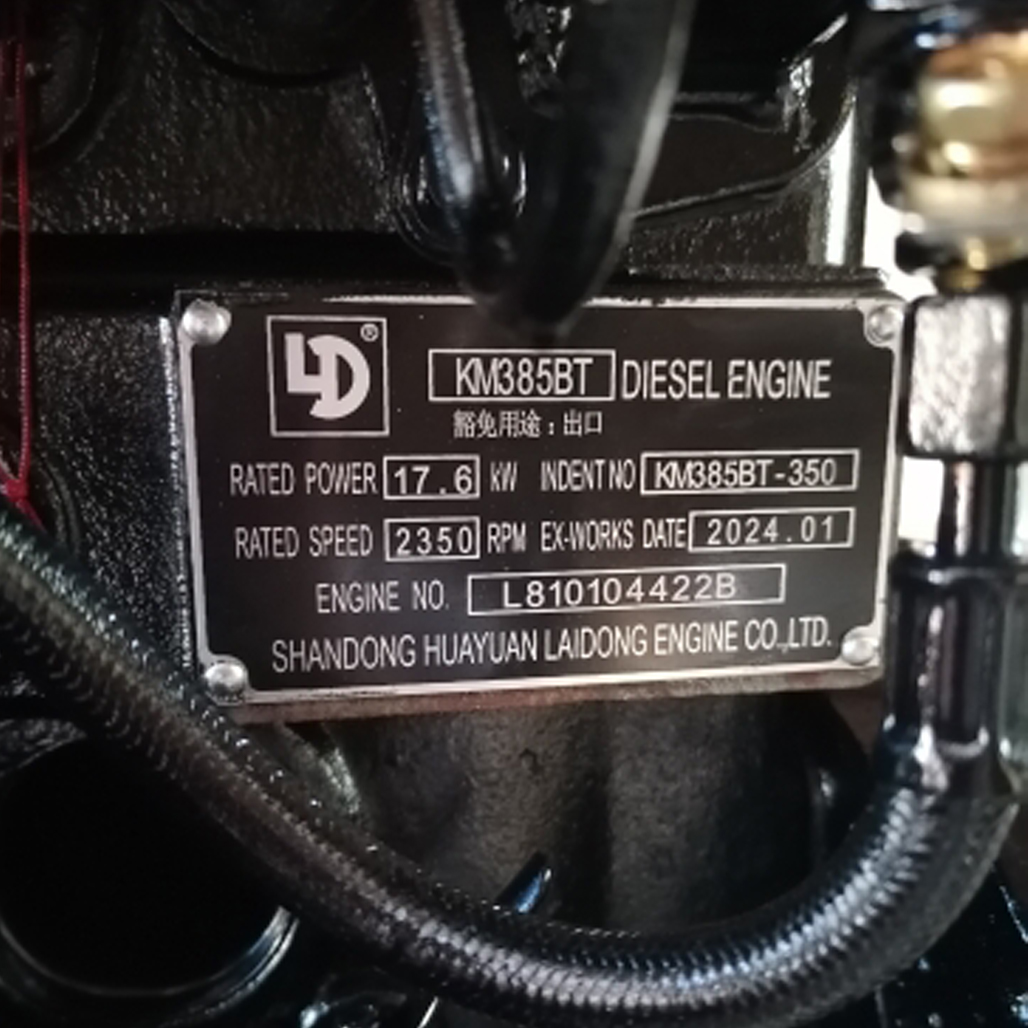 LD®
KM385BT DIESEL ENGINE
豁免用途：出口
RATED POWER 17.6 kW INDENT NO KM385BT-350
RATED SPEED 2350 RPM EX-WORKS DATE 2024.01
ENGINE NO. L810104422B
SHANDONG HUAYUAN LAIDONG ENGINE CO.,LTD.